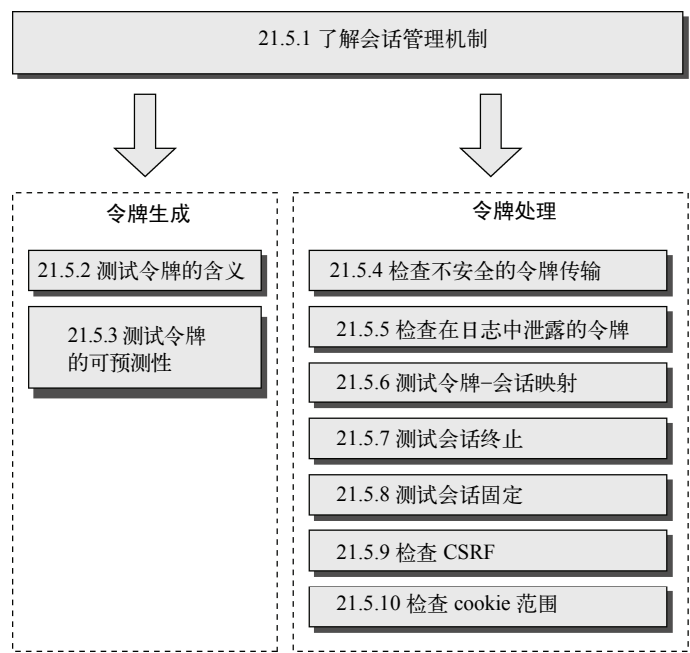 21.5.1 了解会话管理机制
令牌生成
21.5.2 测试令牌的含义
21.5.3 测试令牌
的可预测性
令牌处理
21.5.4 检查不安全的令牌传输
21.5.5 检查在日志中泄露的令牌
21.5.6 测试令牌–会话映射
21.5.7 测试会话终止
21.5.8 测试会话固定
21.5.9 检查 CSRF
21.5.10 检查 cookie 范围